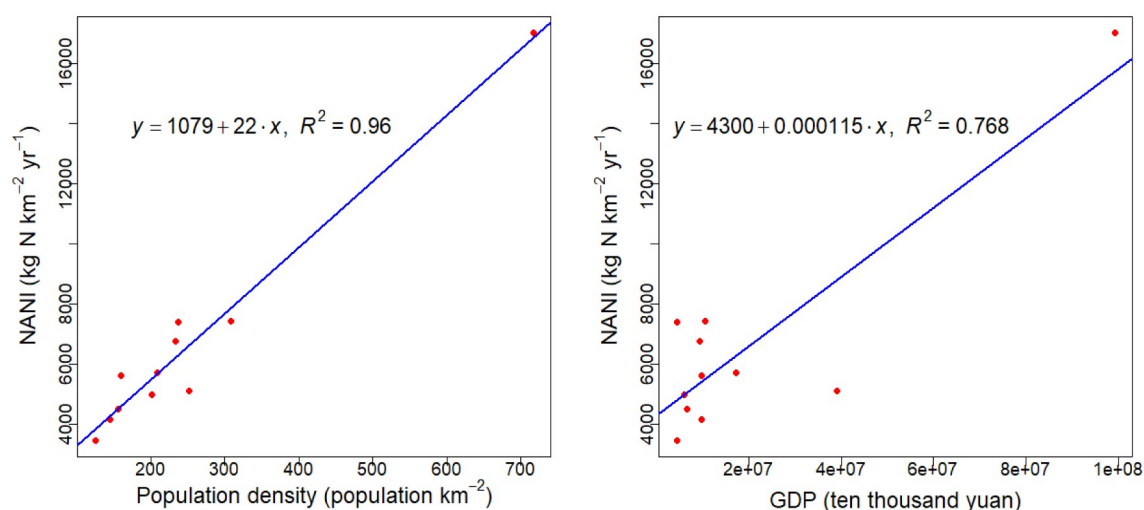 NANI (kg N km⁻² yr⁻¹)
16000
12000
8000
6000
4000
y = 1079 + 22 · x, R² = 0.96
200 300 400 500 600 700
Population density (population km⁻²)
NANI (kg N km⁻² yr⁻¹)
16000
12000
8000
6000
4000
y = 4300 + 0.000115 · x, R² = 0.768
2e+07 4e+07 6e+07 8e+07 1e+08
GDP (ten thousand yuan)